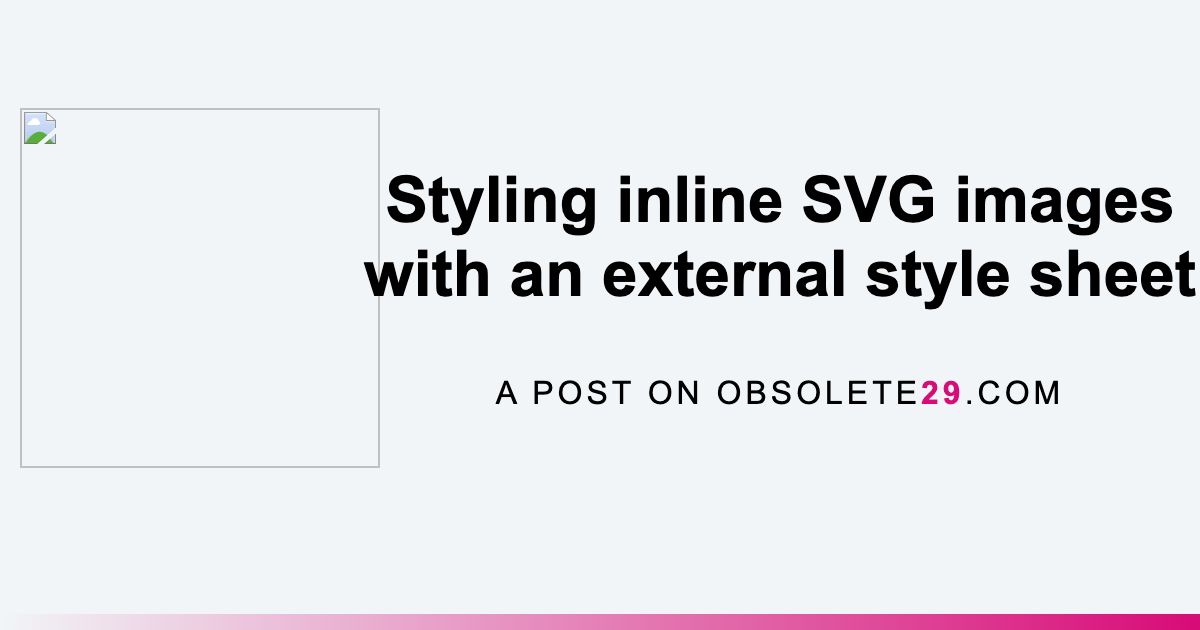 Styling inline SVG images
with an external style sheet
A POST ON OBSOLETE29.COM